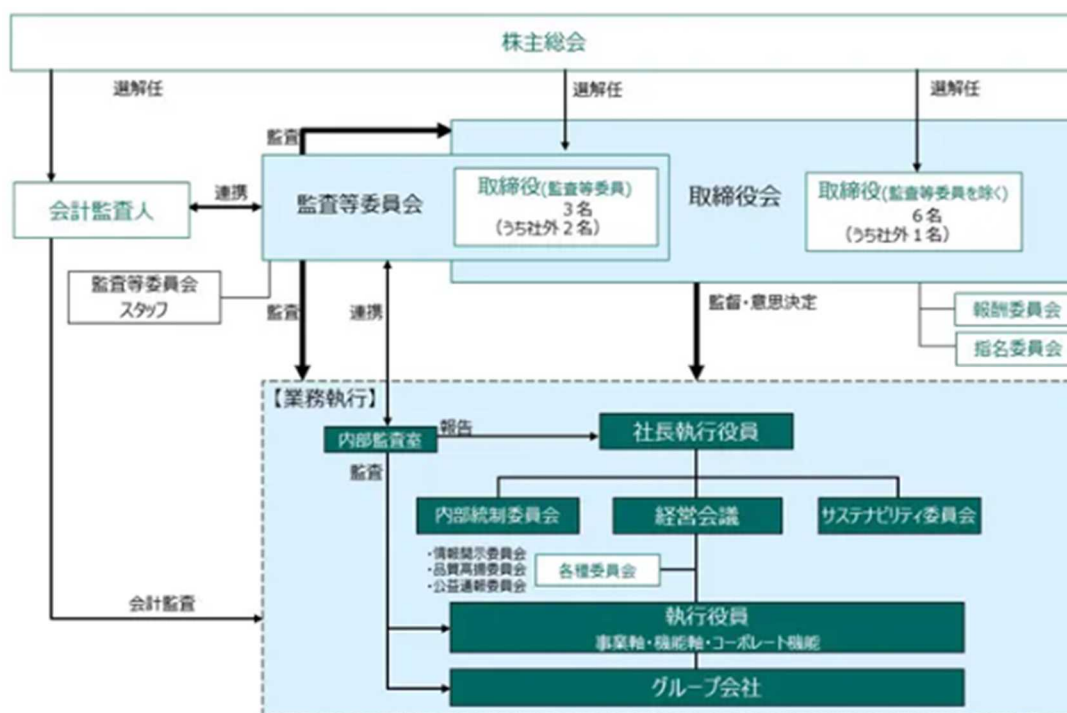 株主総会
選解任
選解任
選解任
監査
会計監査人
連携
監査等委員会
取締役(監査等委員)
3名
(うち社外2名)
取締役会
取締役(監査等委員を除く)
6名
(うち社外1名)
監査等委員会
スタッフ
監査
連携
監督・意思決定
報酬委員会
指名委員会
【業務執行】
内部監査室
報告
社長執行役員
監査
内部統制委員会
経営会議
サステナビリティ委員会
・情報開示委員会
・品質高揚委員会
・公益通報委員会
各種委員会
会計監査
執行役員
事業軸・機能軸・コーポレート機能
グループ会社